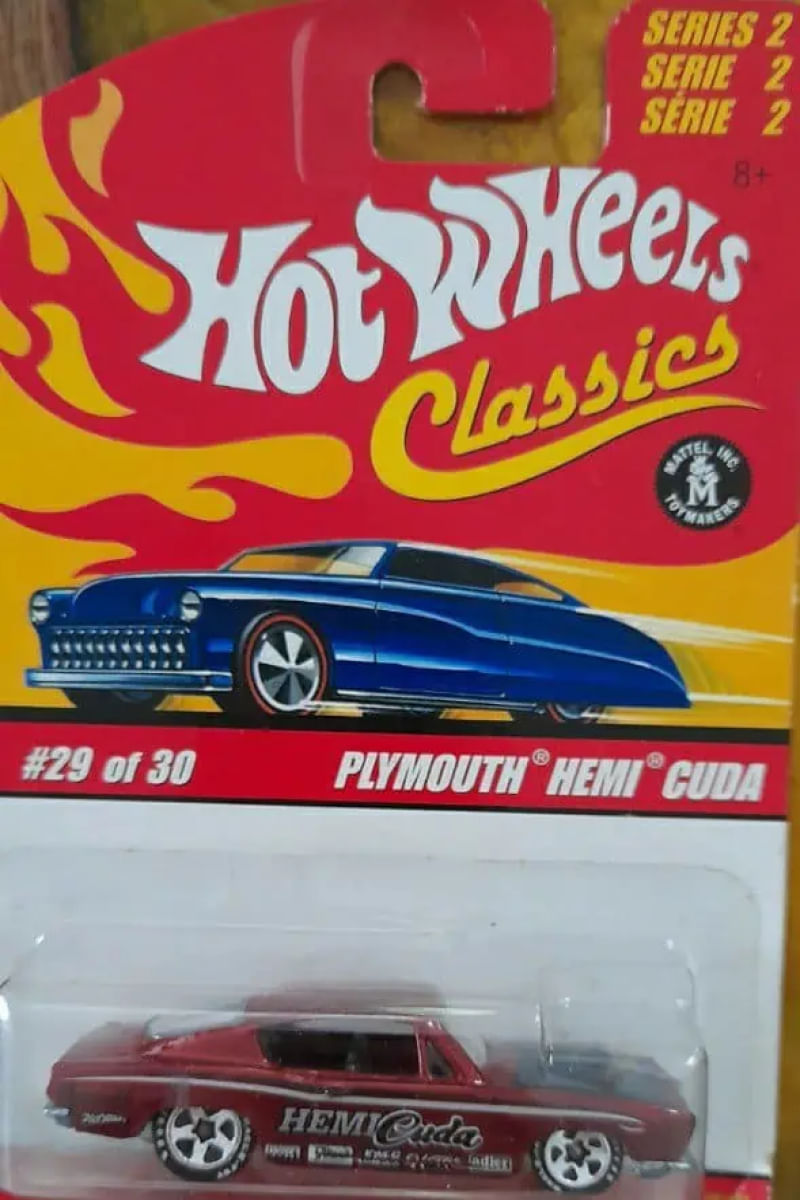 SERIES 2
SERIE 2
SÉRIE 2
8+
Hot Wheels
Classics
MATTEL, INC.
M
TOYMAKERS
#29 of 30
PLYMOUTH® HEMI® CUDA
HEMI Cuda